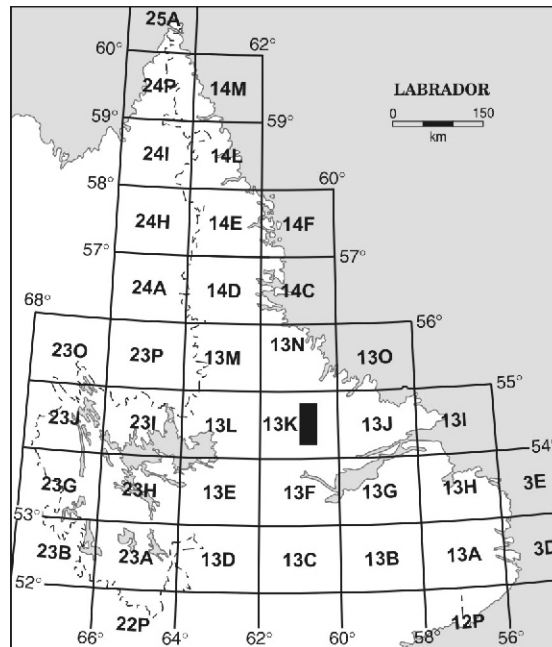 25A
60° 62°
24P 14M LABRADOR
59° 0 150
km
24I 14L
58° 60°
24H 14E 14F
57° 57°
24A 14D 14C
68° 56°
23O 23P 13M 13N 13O
55°
23J 23I 13L 13K 13J 13I
54°
23G 23H 13E 13F 13G 13H 3E
53°
23B 23A 13D 13C 13B 13A 3D
52°
66° 64° 62° 60° 58° 56°
22P 12P